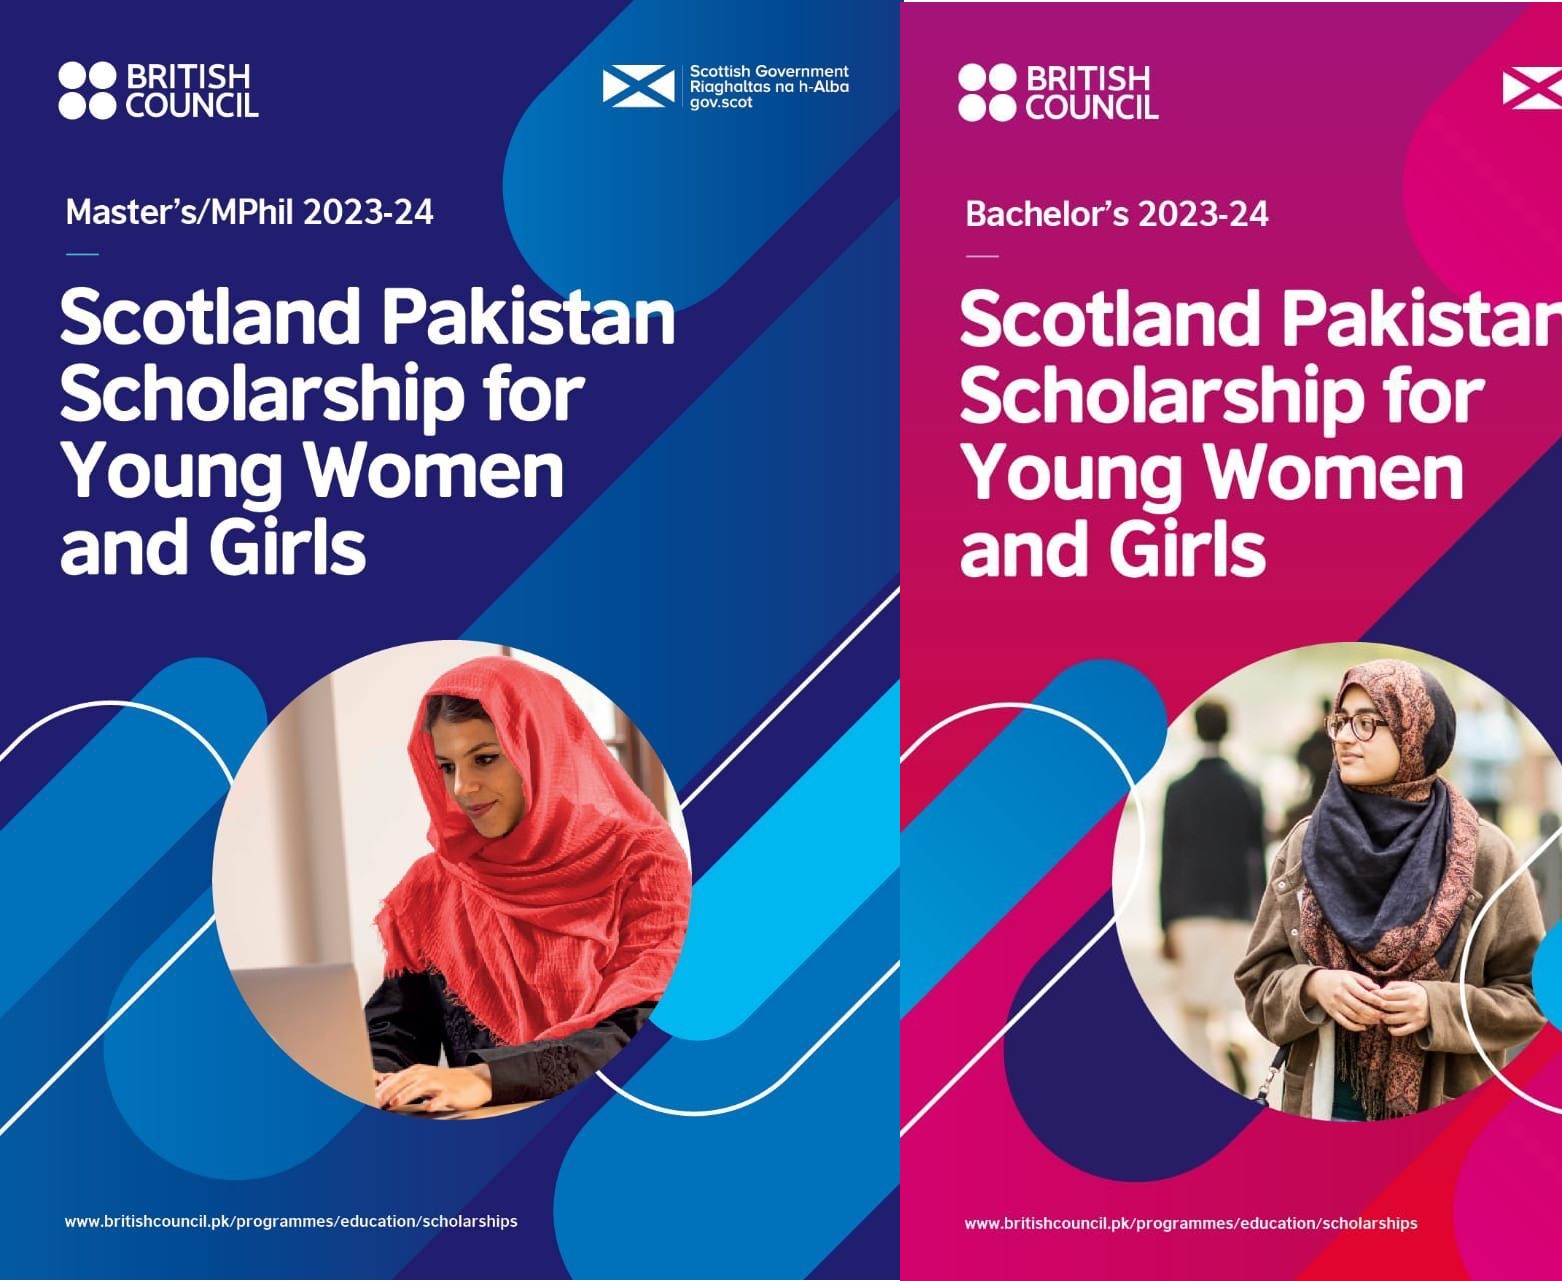 BRITISH
COUNCIL
Scottish Government
Riaghaltas na h-Alba
gov.scot
Master's/MPhil 2023-24
Scotland Pakistan
Scholarship for
Young Women
and Girls
www.britishcouncil.pk/programmes/education/scholarships
BRITISH
COUNCIL
Bachelor's 2023-24
Scotland Pakistan
Scholarship for
Young Women
and Girls
www.britishcouncil.pk/programmes/education/scholarships